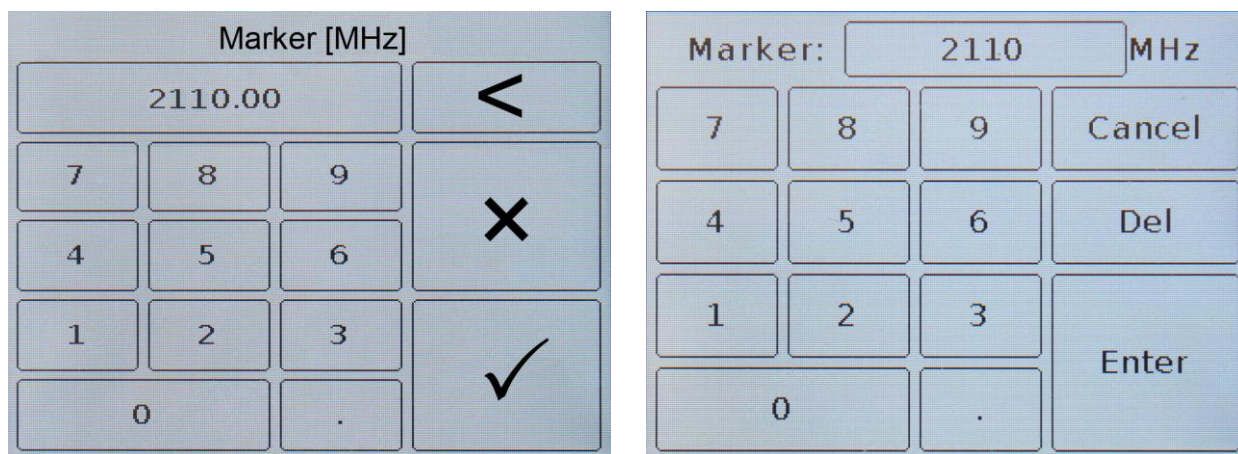 Marker [MHz]
2110.00 <
7 8 9 ×
4 5 6
1 2 3 ✓
0 .
Marker: 2110 MHz
7 8 9 Cancel
4 5 6 Del
1 2 3 Enter
0 .